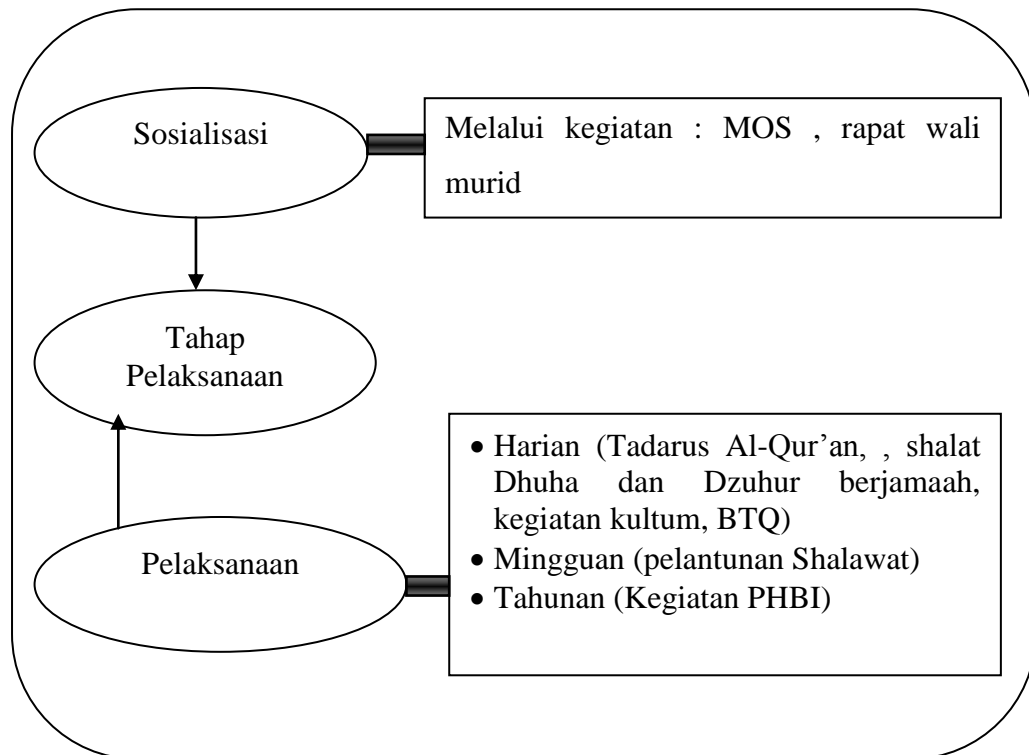 Sosialisasi
Melalui kegiatan : MOS , rapat wali
murid
Tahap
Pelaksanaan
Pelaksanaan
• Harian (Tadarus Al-Qur’an, , shalat
Dhuha dan Dzuhur berjamaah,
kegiatan kultum, BTQ)
• Mingguan (pelantunan Shalawat)
• Tahunan (Kegiatan PHBI)